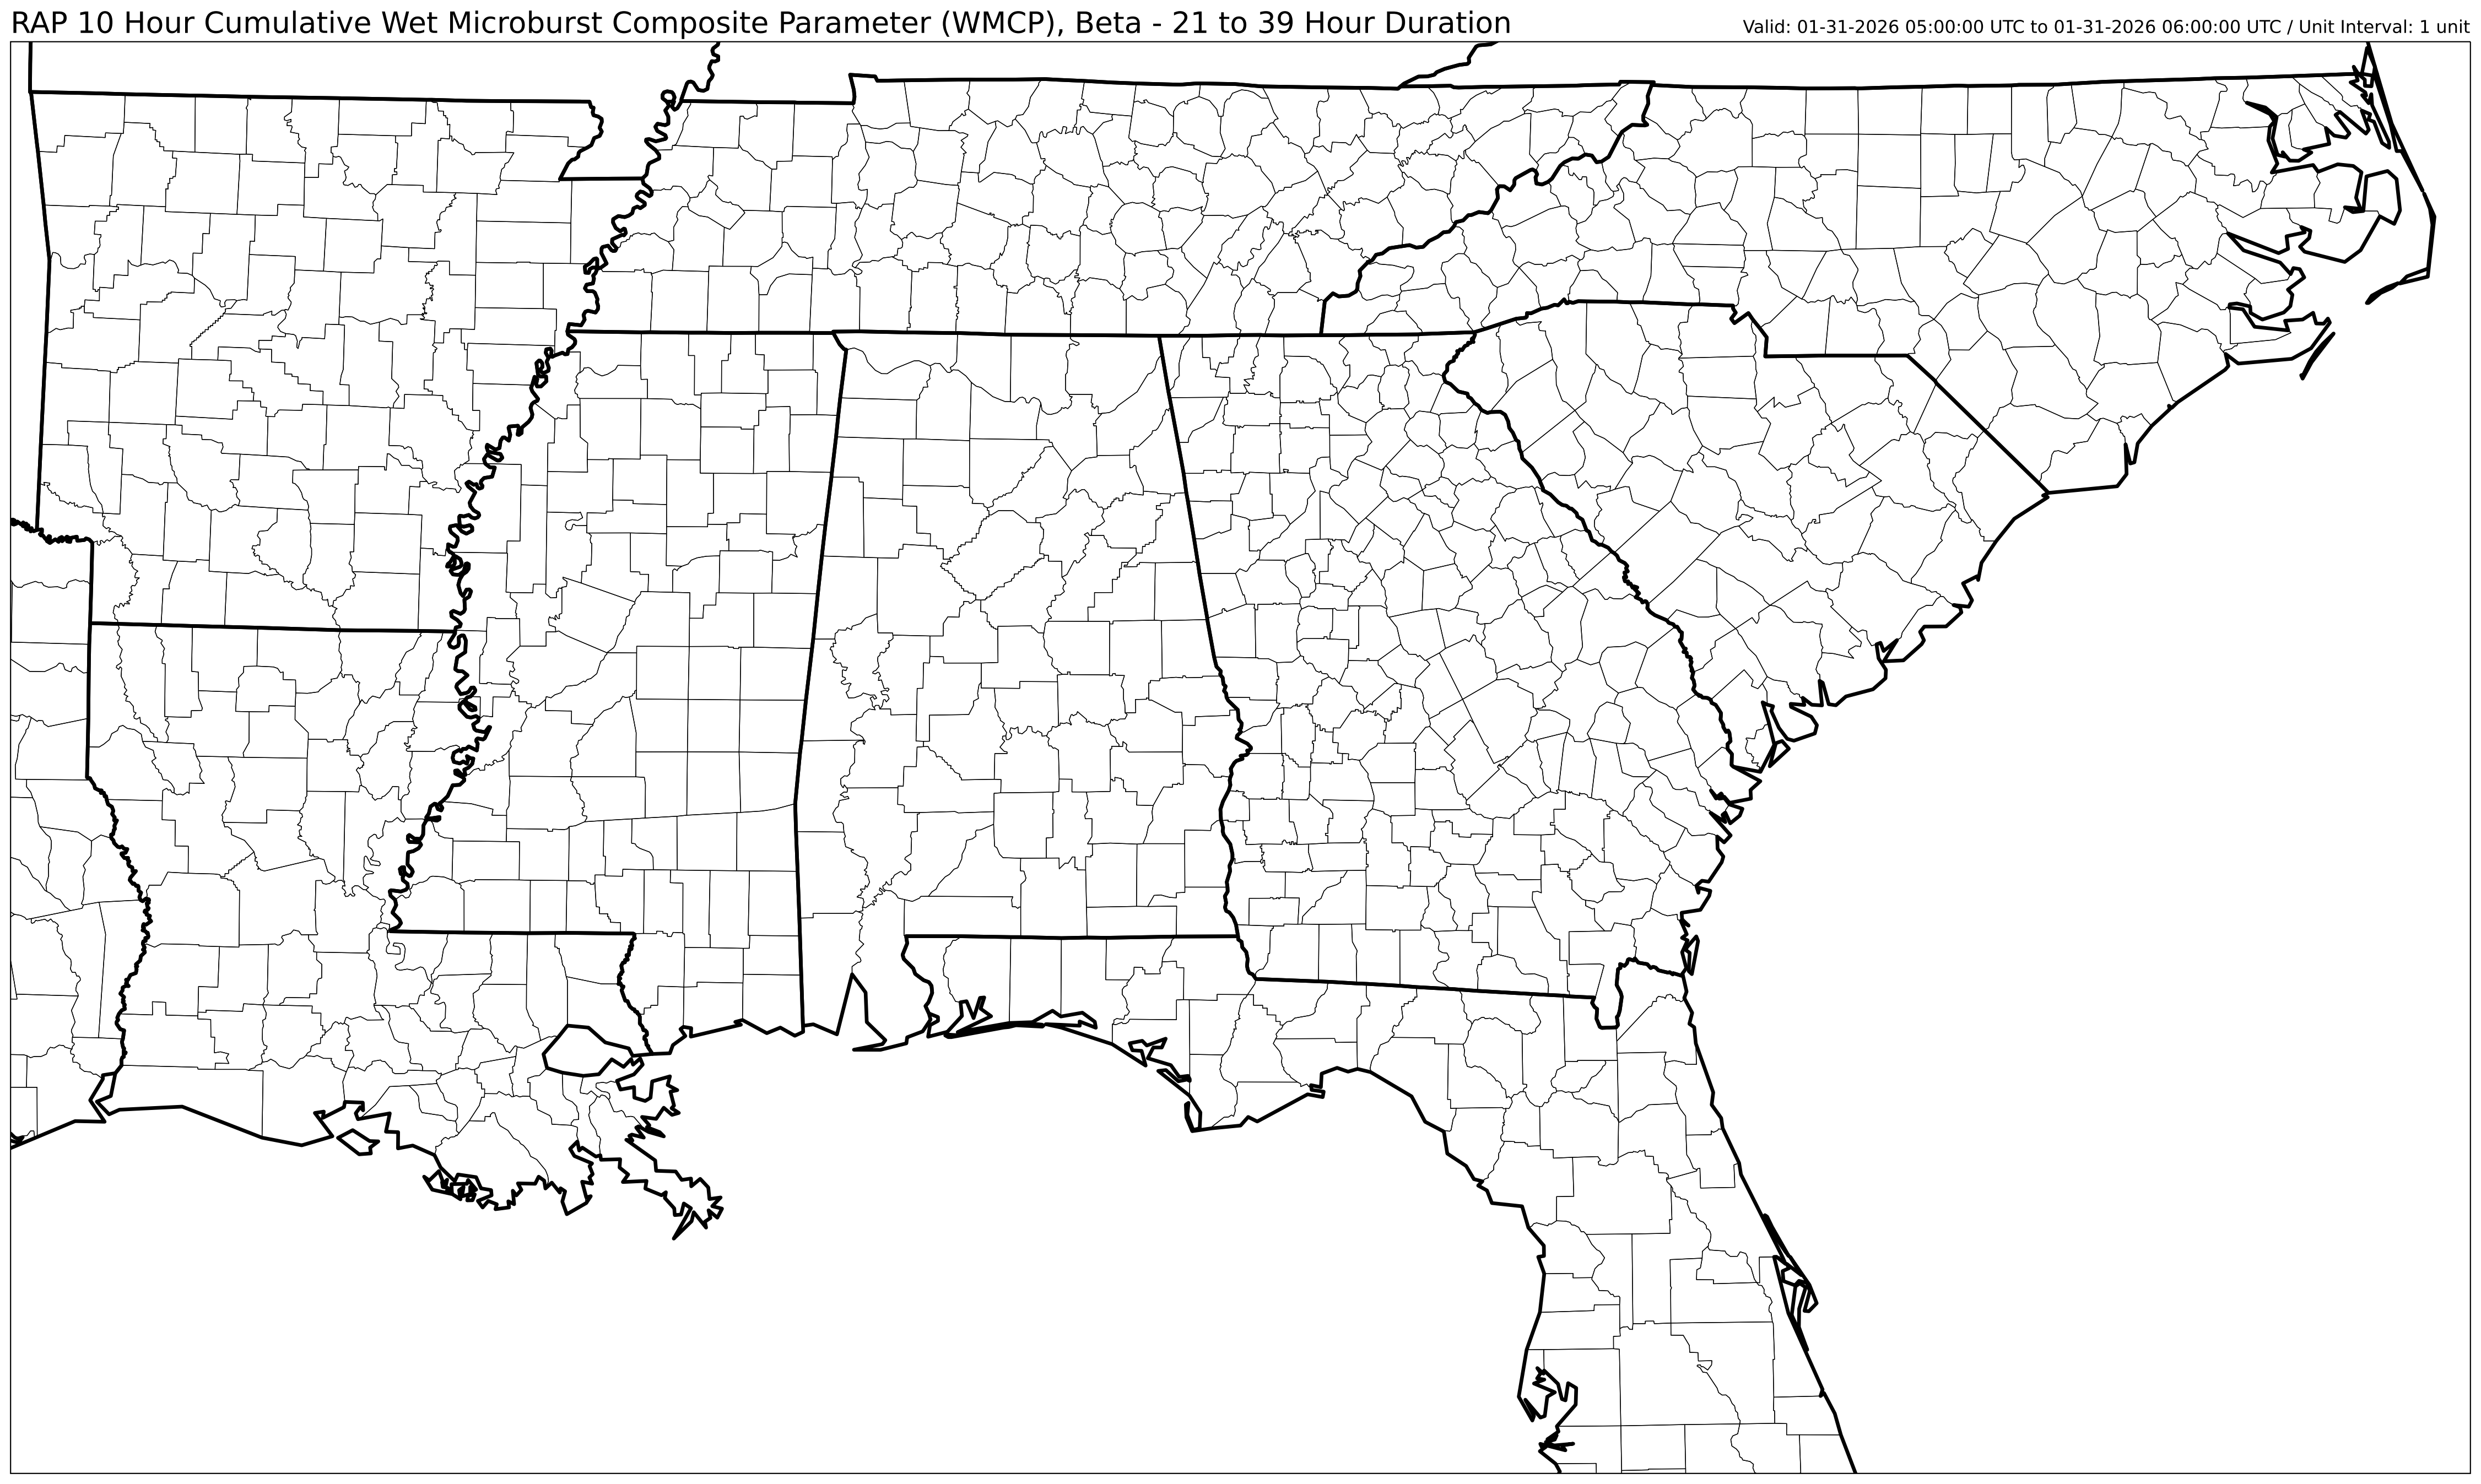 RAP 10 Hour Cumulative Wet Microburst Composite Parameter (WMCP), Beta - 21 to 39 Hour Duration
Valid: 01-31-2026 05:00:00 UTC to 01-31-2026 06:00:00 UTC / Unit Interval: 1 unit